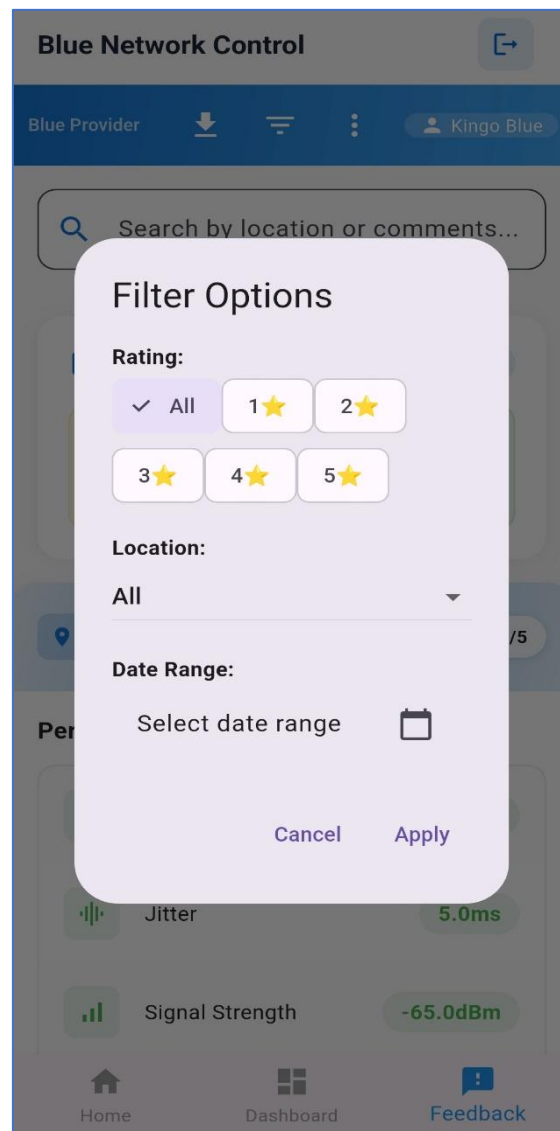 Blue Network Control
Blue Provider
Kingo Blue
Search by location or comments...
Filter Options
Rating:
All 1⭐ 2⭐
3⭐ 4⭐ 5⭐
Location:
All
/5
Date Range:
Per
Select date range
Cancel Apply
Jitter 5.0ms
Signal Strength -65.0dBm
Home Dashboard Feedback